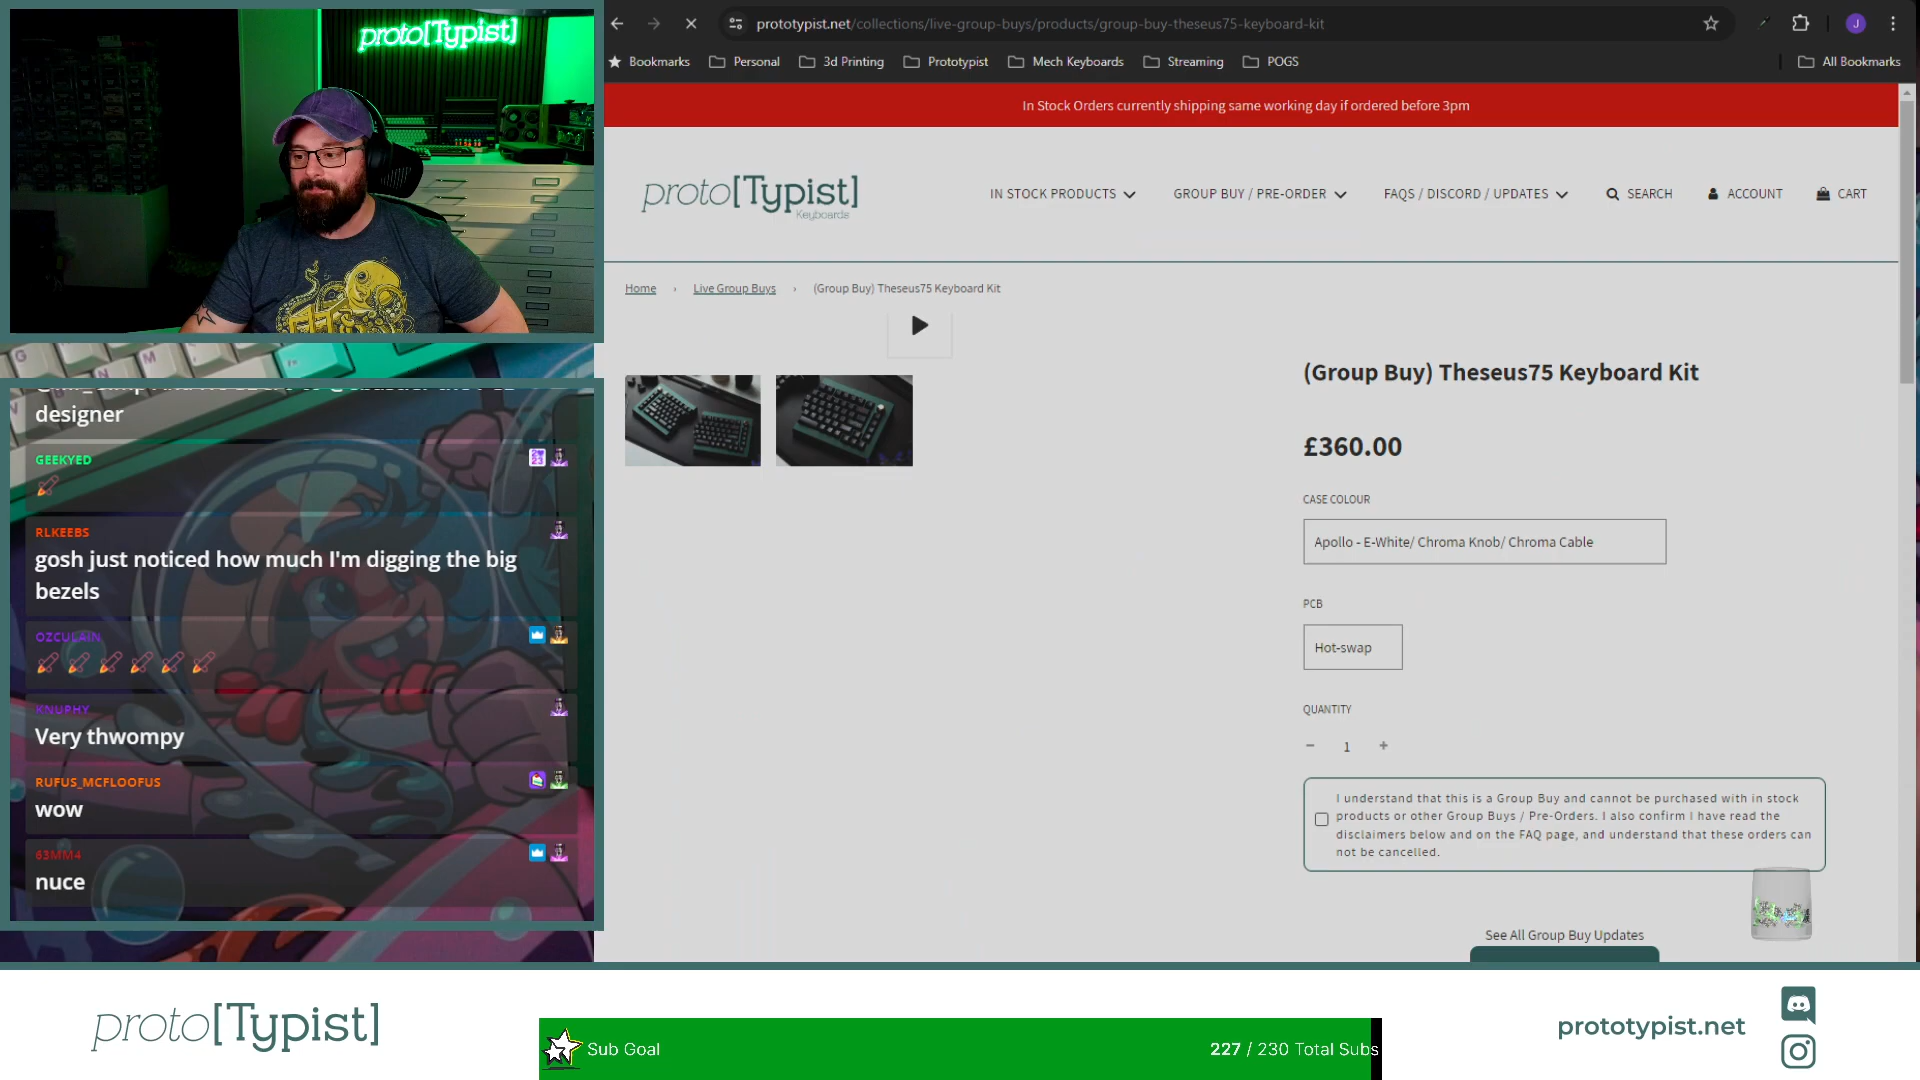 proto[Typist]
prototypist.net/collections/live-group-buys/products/group-buy-theseus75-keyboard-kit
J
Bookmarks
Personal
3d Printing
Prototypist
Mech Keyboards
Streaming
POGS
All Bookmarks
In Stock Orders currently shipping same working day if ordered before 3pm
proto[Typist]
Keyboards
IN STOCK PRODUCTS
GROUP BUY / PRE-ORDER
FAQS / DISCORD / UPDATES
SEARCH
ACCOUNT
CART
Home › Live Group Buys › (Group Buy) Theseus75 Keyboard Kit
(Group Buy) Theseus75 Keyboard Kit
£360.00
CASE COLOUR
Apollo - E-White/ Chroma Knob/ Chroma Cable
PCB
Hot-swap
QUANTITY
− 1 +
I understand that this is a Group Buy and cannot be purchased with in stock
products or other Group Buys / Pre-Orders. I also confirm I have read the
disclaimers below and on the FAQ page, and understand that these orders can
not be cancelled.
See All Group Buy Updates
designer
GEEKYED
RLKEEBS
gosh just noticed how much I'm digging the big
bezels
OZCULAIN
KNUPHY
Very thwompy
RUFUS_MCFLOOFUS
wow
63MM4
nuce
proto[Typist]
Sub Goal
227 / 230 Total Subs
prototypist.net